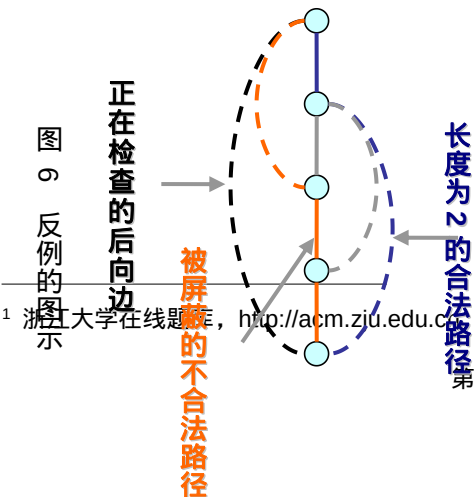 图 6 反例的图示
正在检查的后向边
被屏蔽的不合法路径
长度为 2 的合法路径
1 浙江大学在线题库，http://acm.zju.edu.cn
第